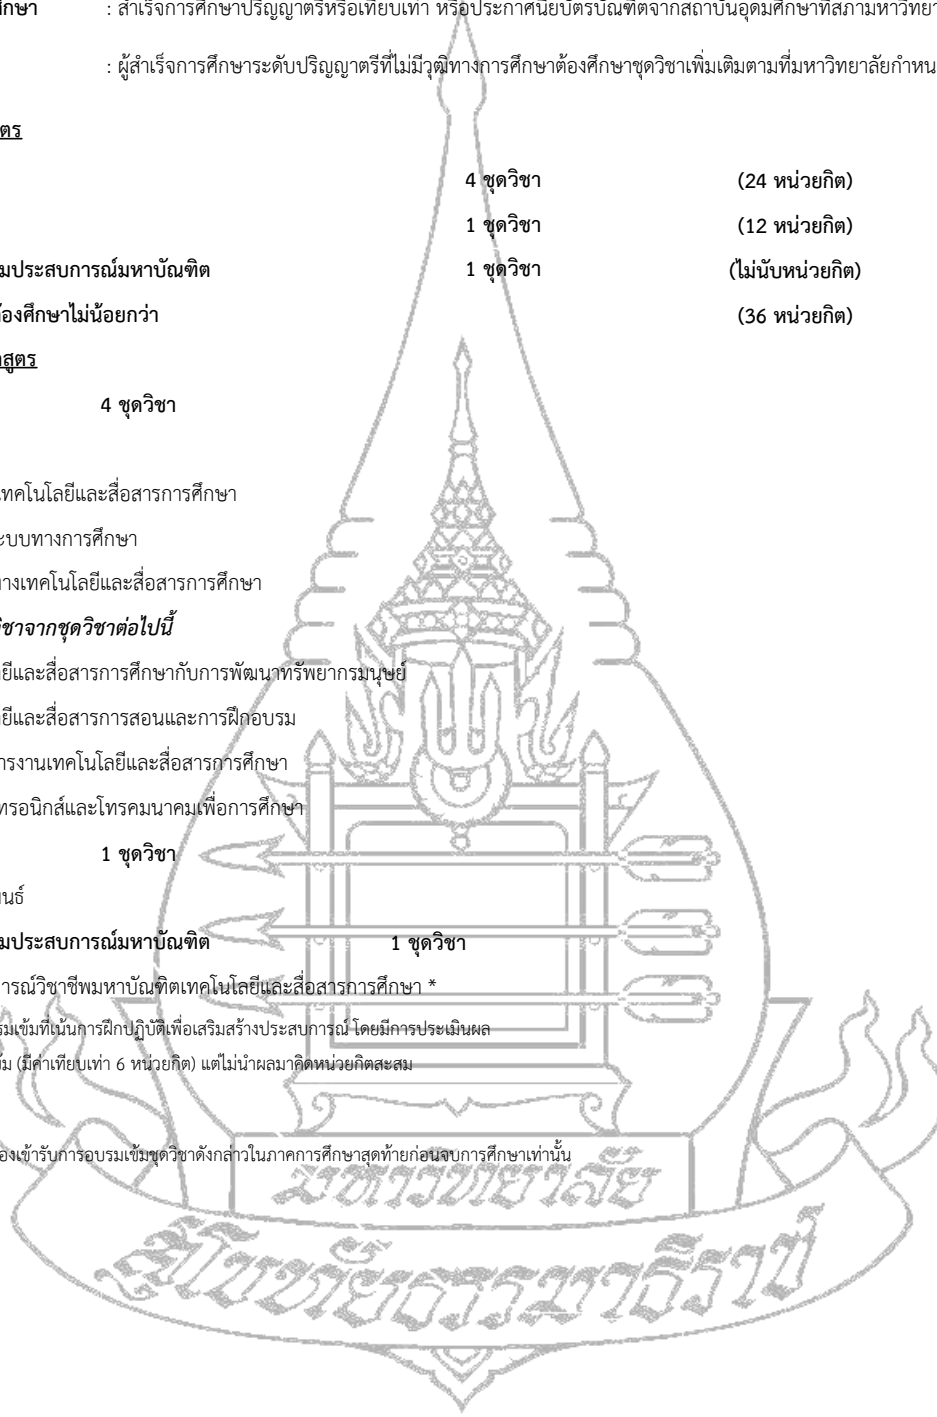 ศึกษา : สำเร็จการศึกษาปริญญาตรีหรือเทียบเท่า หรือประกาศนียบัตรบัณฑิตจากสถาบันอุดมศึกษาที่สภามหาวิทยา
: ผู้สำเร็จการศึกษาระดับปริญญาตรีที่ไม่มีวุฒิทางการศึกษาต้องศึกษาชุดวิชาเพิ่มเติมตามที่มหาวิทยาลัยกำหน
ตร
4 ชุดวิชา (24 หน่วยกิต)
1 ชุดวิชา (12 หน่วยกิต)
มประสบการณ์มหาบัณฑิต 1 ชุดวิชา (ไม่นับหน่วยกิต)
ต้องศึกษาไม่น้อยกว่า (36 หน่วยกิต)
กสูตร
4 ชุดวิชา
เทคโนโลยีและสื่อสารการศึกษา
ระบบทางการศึกษา
ทางเทคโนโลยีและสื่อสารการศึกษา
วิชาจากชุดวิชาต่อไปนี้
ยีและสื่อสารการศึกษากับการพัฒนาทรัพยากรมนุษย์
ยีและสื่อสารการสอนและการฝึกอบรม
ารงานเทคโนโลยีและสื่อสารการศึกษา
ทรอนิกส์และโทรคมนาคมเพื่อการศึกษา
1 ชุดวิชา
พนธ์
มประสบการณ์มหาบัณฑิต 1 ชุดวิชา
ารณ์วิชาชีพมหาบัณฑิตเทคโนโลยีและสื่อสารการศึกษา *
รมเข้มที่เน้นการฝึกปฏิบัติเพื่อเสริมสร้างประสบการณ์ โดยมีการประเมินผล
ข้ม (มีค่าเทียบเท่า 6 หน่วยกิต) แต่ไม่นำผลมาคิดหน่วยกิตสะสม
องเข้ารับการอบรมเข้มชุดวิชาดังกล่าวในภาคการศึกษาสุดท้ายก่อนจบการศึกษาเท่านั้น
มหาวิทยาลัย
สุโขทัยธรรมาธิราช